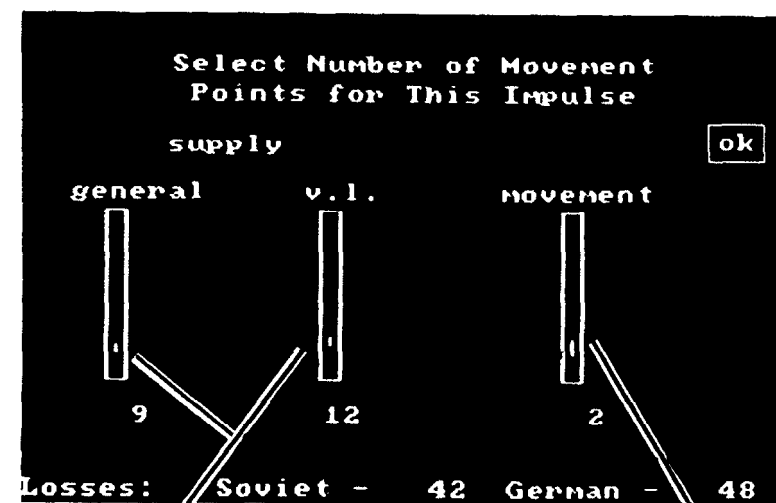 Select Number of Movement
Points for This Impulse
supply
ok
general v.l. movement
9 12 2
Losses: Soviet - 42 German - 48